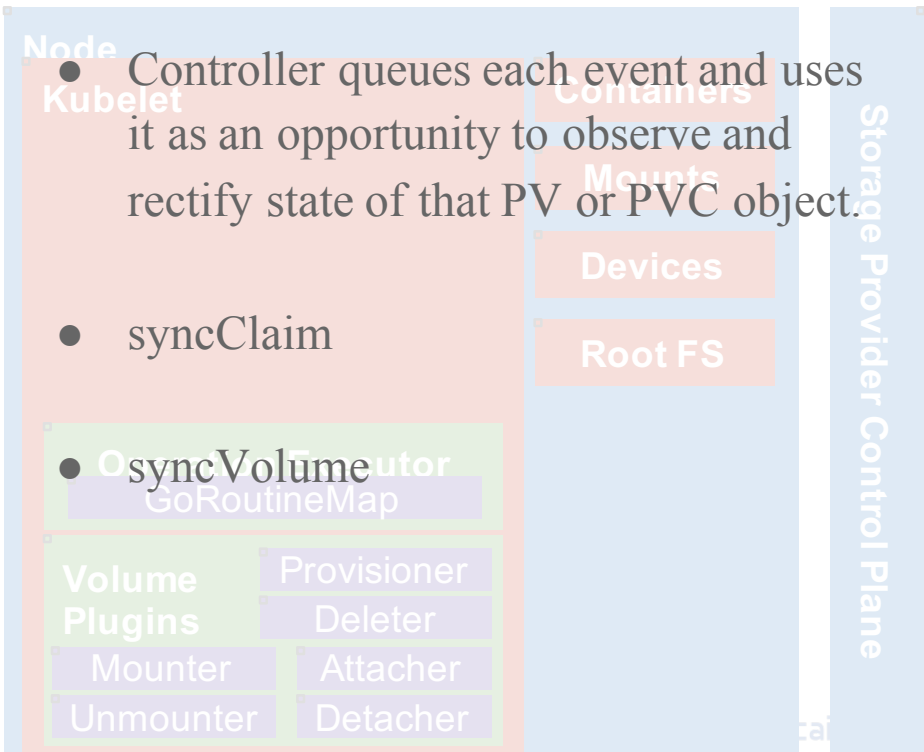 Node
Kubelet
● Controller queues each event and uses
it as an opportunity to observe and
rectify state of that PV or PVC object.
● syncClaim
● syncVolume
Containers
Mounts
Devices
Root FS
Operation Executor
GoRoutineMap
Volume
Plugins
Provisioner
Deleter
Mounter
Attacher
Unmounter
Detacher
Storage Provider Control Plane